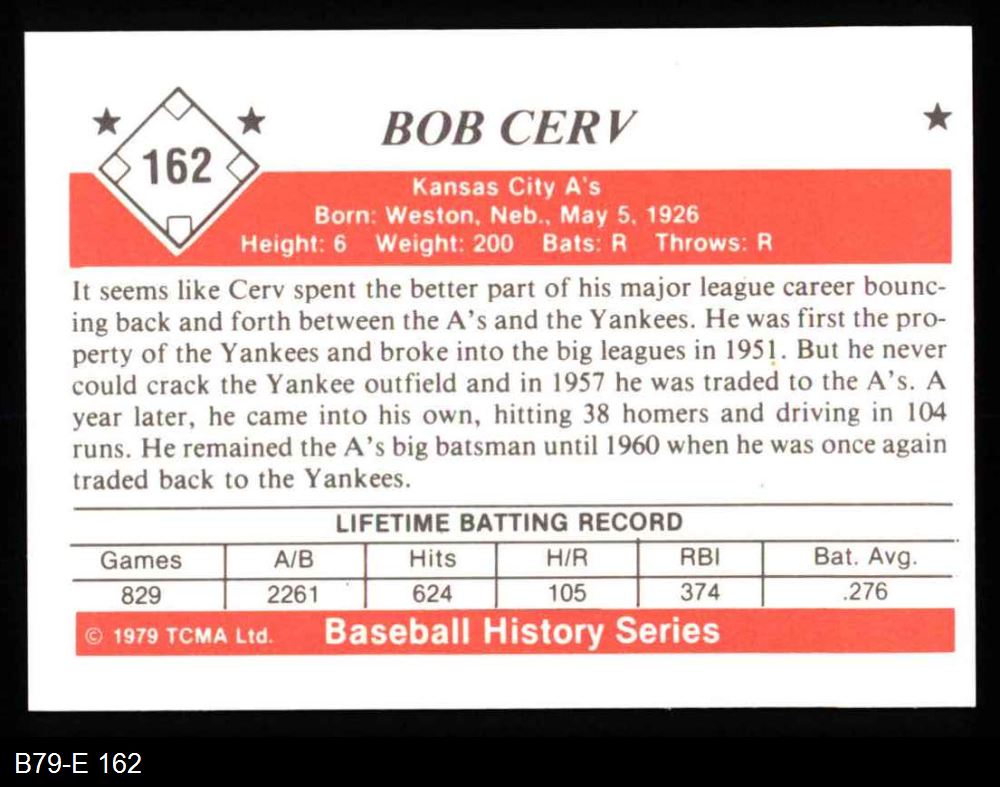 162
BOB CERV
Kansas City A's
Born: Weston, Neb., May 5, 1926
Height: 6 Weight: 200 Bats: R Throws: R
It seems like Cerv spent the better part of his major league career bounc-
ing back and forth between the A's and the Yankees. He was first the pro-
perty of the Yankees and broke into the big leagues in 1951. But he never
could crack the Yankee outfield and in 1957 he was traded to the A's. A
year later, he came into his own, hitting 38 homers and driving in 104
runs. He remained the A's big batsman until 1960 when he was once again
traded back to the Yankees.
LIFETIME BATTING RECORD
Games A/B Hits H/R RBI Bat. Avg.
829 2261 624 105 374 .276
© 1979 TCMA Ltd. Baseball History Series
B79-E 162